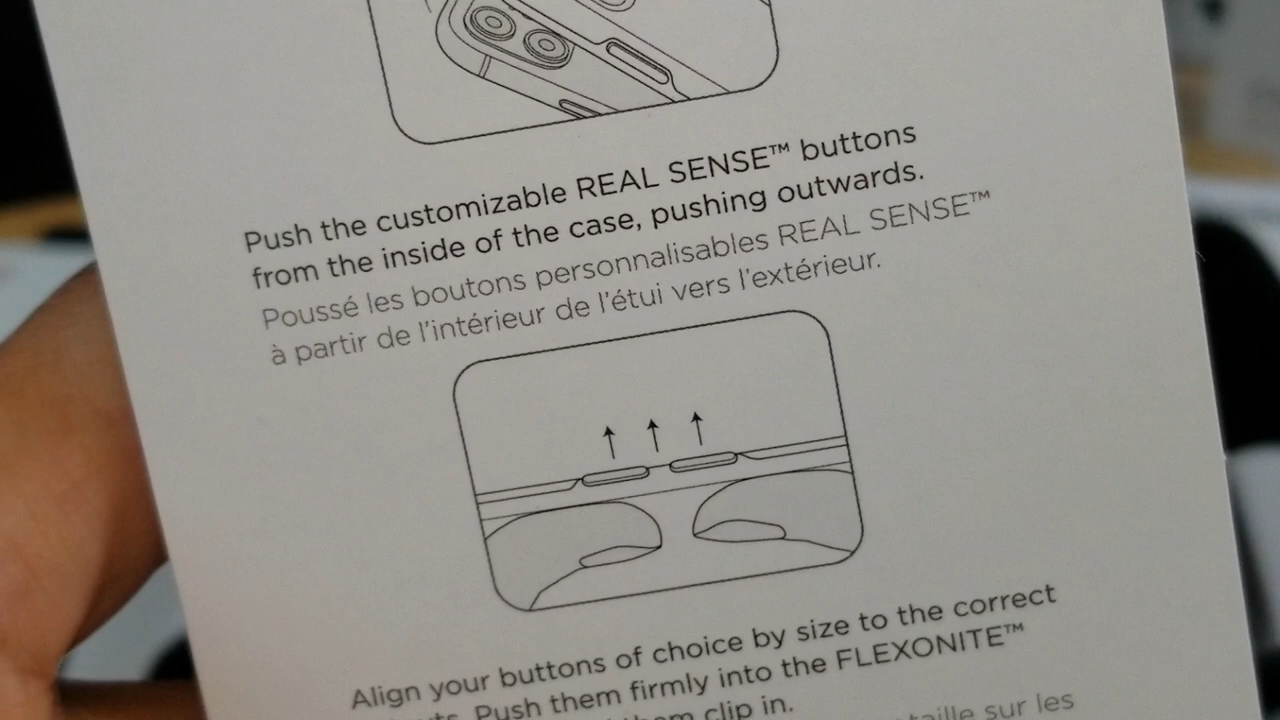 Push the customizable REAL SENSE™ buttons
from the inside of the case, pushing outwards.
Poussé les boutons personnalisables REAL SENSE™
à partir de l'intérieur de l'étui vers l'extérieur.
Align your buttons of choice by size to the correct
Push them firmly into the FLEXONITE™
them clip in.
taille sur les